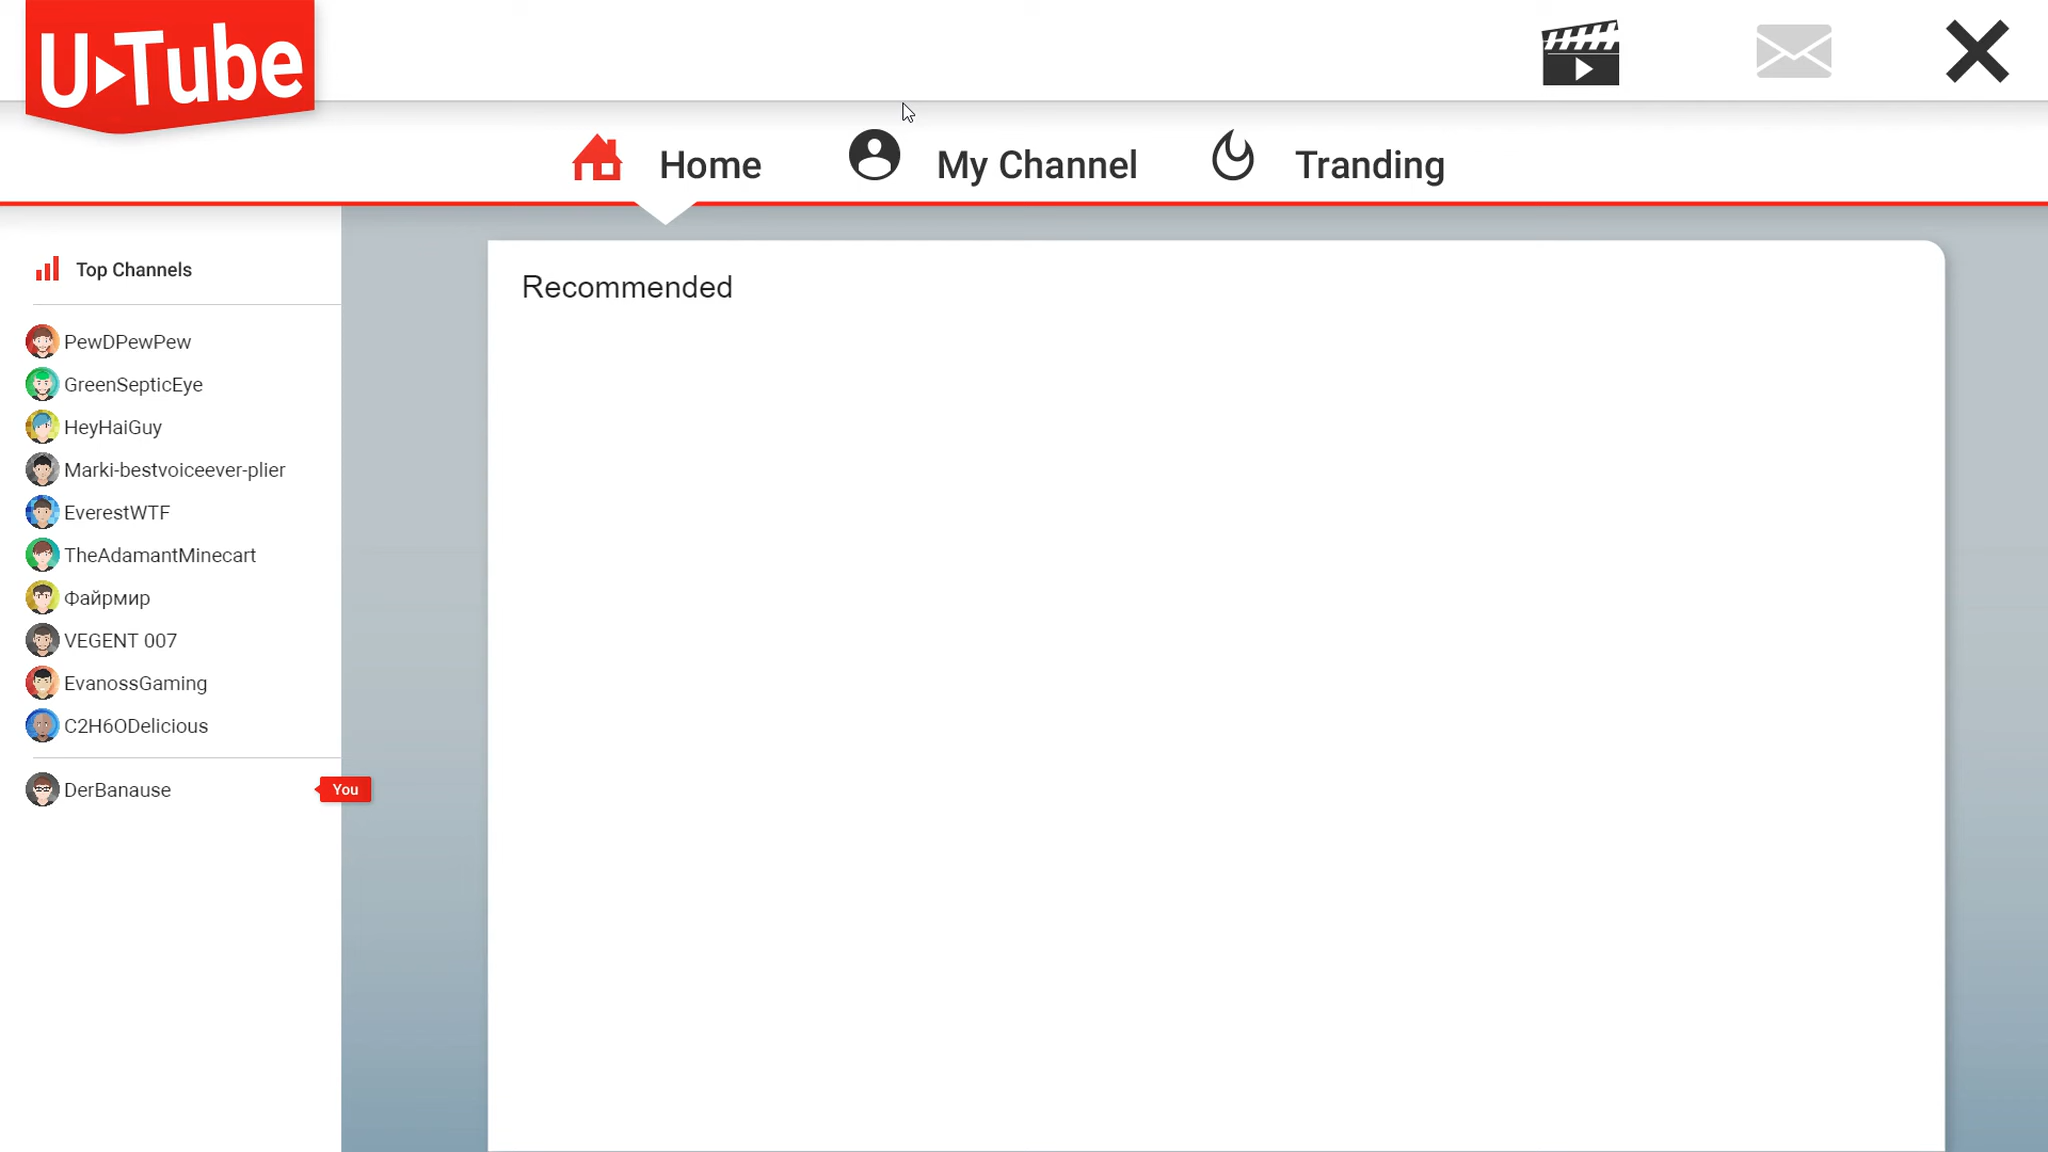 U Tube
Home
My Channel
Tranding
Top Channels
PewDPewPew
GreenSepticEye
HeyHaiGuy
Marki-bestvoiceever-plier
EverestWTF
TheAdamantMinecart
Файрмир
VEGENT 007
EvanossGaming
C2H6ODelicious
DerBanause
You
Recommended